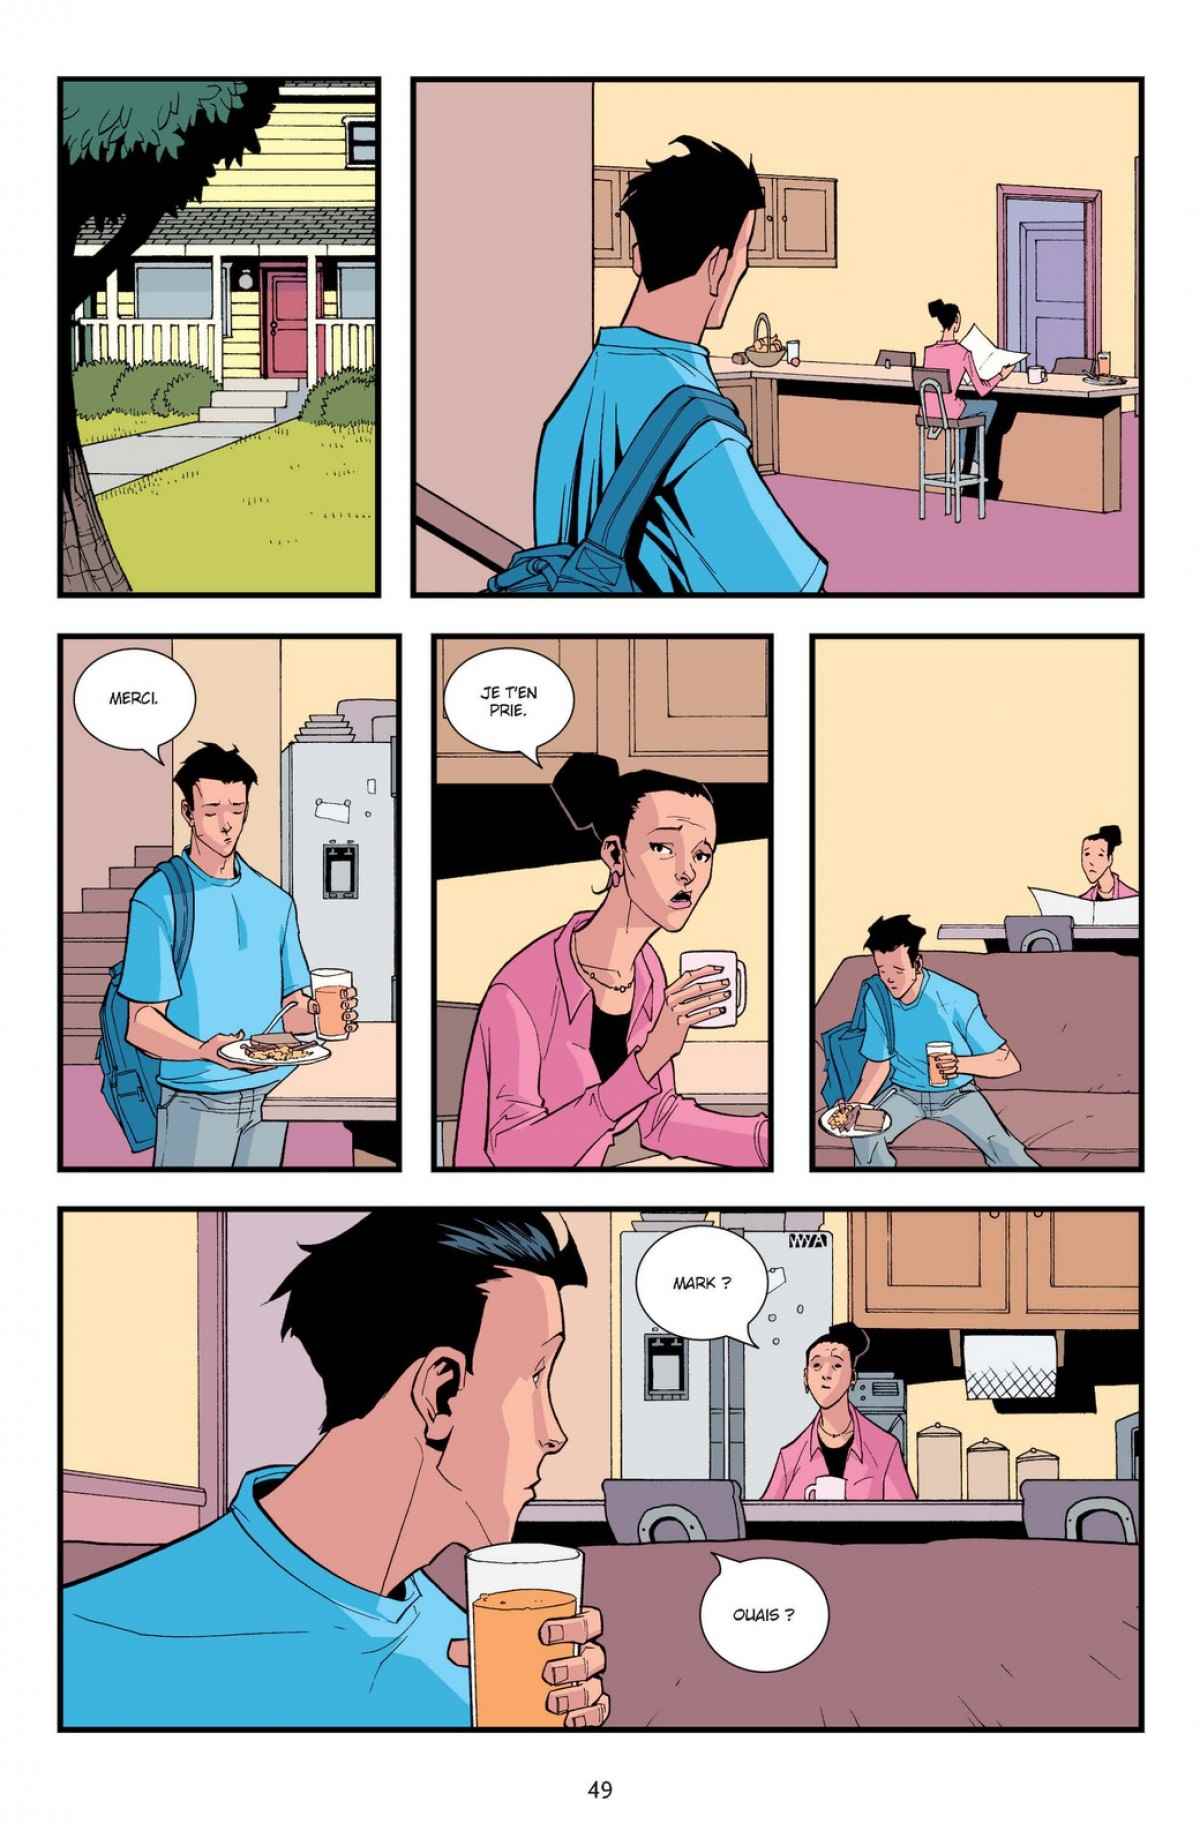 MERCI.
JE T'EN
PRIE.
MARK ?
OUAIS ?
49